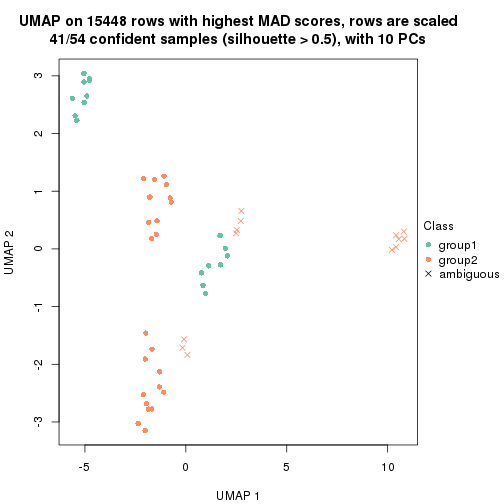 UMAP on 15448 rows with highest MAD scores, rows are scaled
41/54 confident samples (silhouette > 0.5), with 10 PCs
3
2
1
0
-1
-2
-3
UMAP 2
-5
0
5
10
UMAP 1
Class
group1
group2
ambiguous